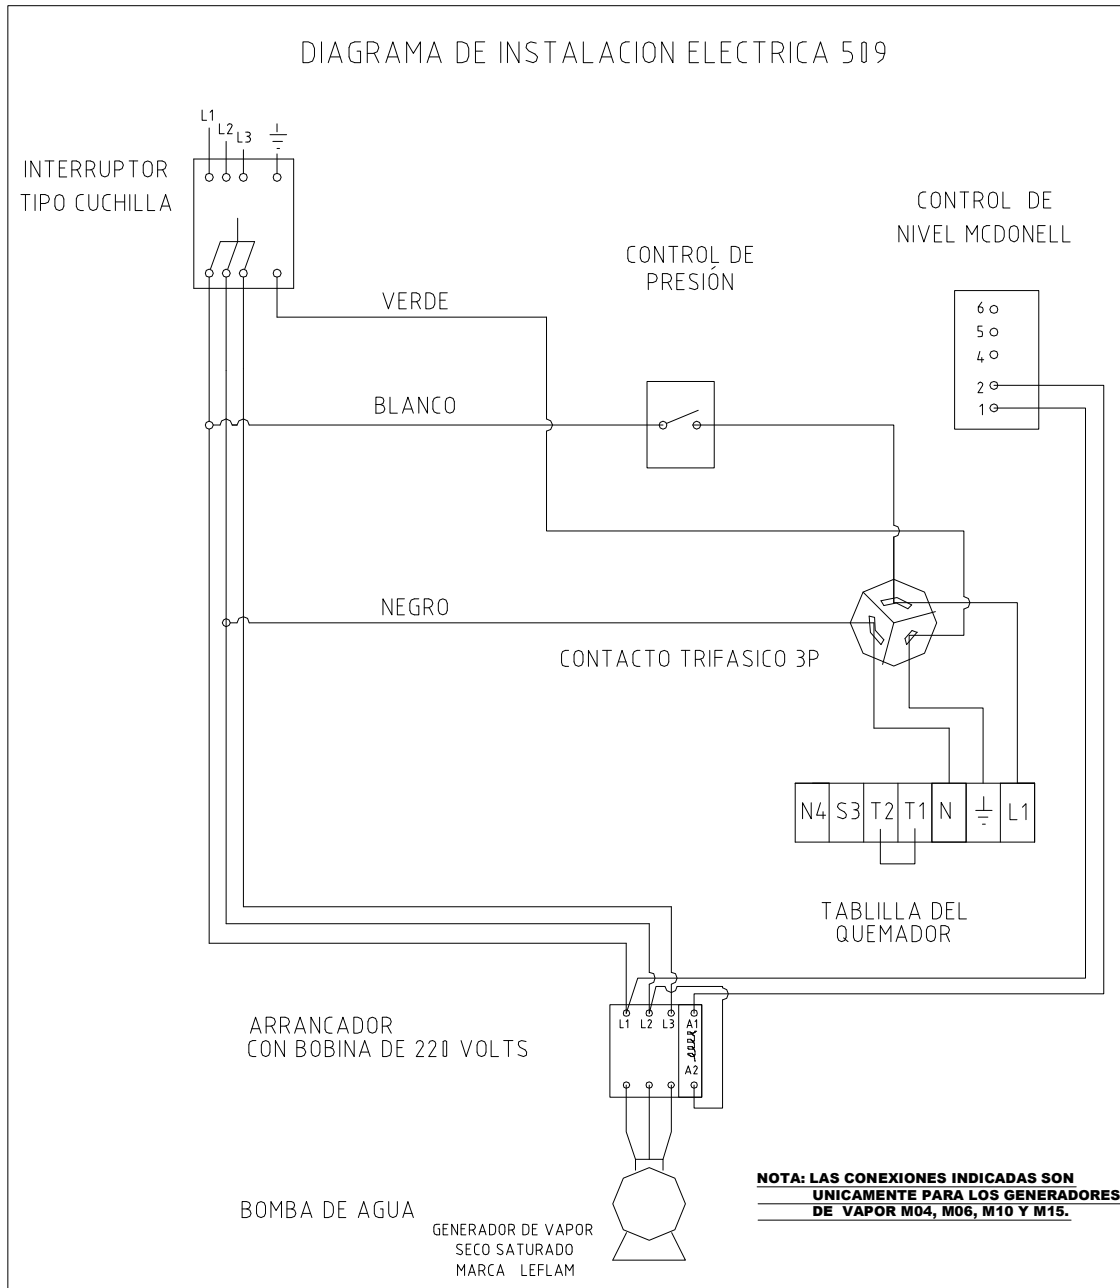 DIAGRAMA DE INSTALACION ELECTRICA 509
L1
L2
L3
INTERRUPTOR
TIPO CUCHILLA
CONTROL DE
NIVEL MCDONELL
CONTROL DE
PRESIÓN
6
5
4
2
1
VERDE
BLANCO
NEGRO
CONTACTO TRIFASICO 3P
N4 S3 T2 T1 N L1
TABLILLA DEL
QUEMADOR
ARRANCADOR
CON BOBINA DE 220 VOLTS
L1 L2 L3 A1
A2
BOMBA DE AGUA
GENERADOR DE VAPOR
SECO SATURADO
MARCA LEFLAM
NOTA: LAS CONEXIONES INDICADAS SON
UNICAMENTE PARA LOS GENERADORES
DE VAPOR M04, M06, M10 Y M15.